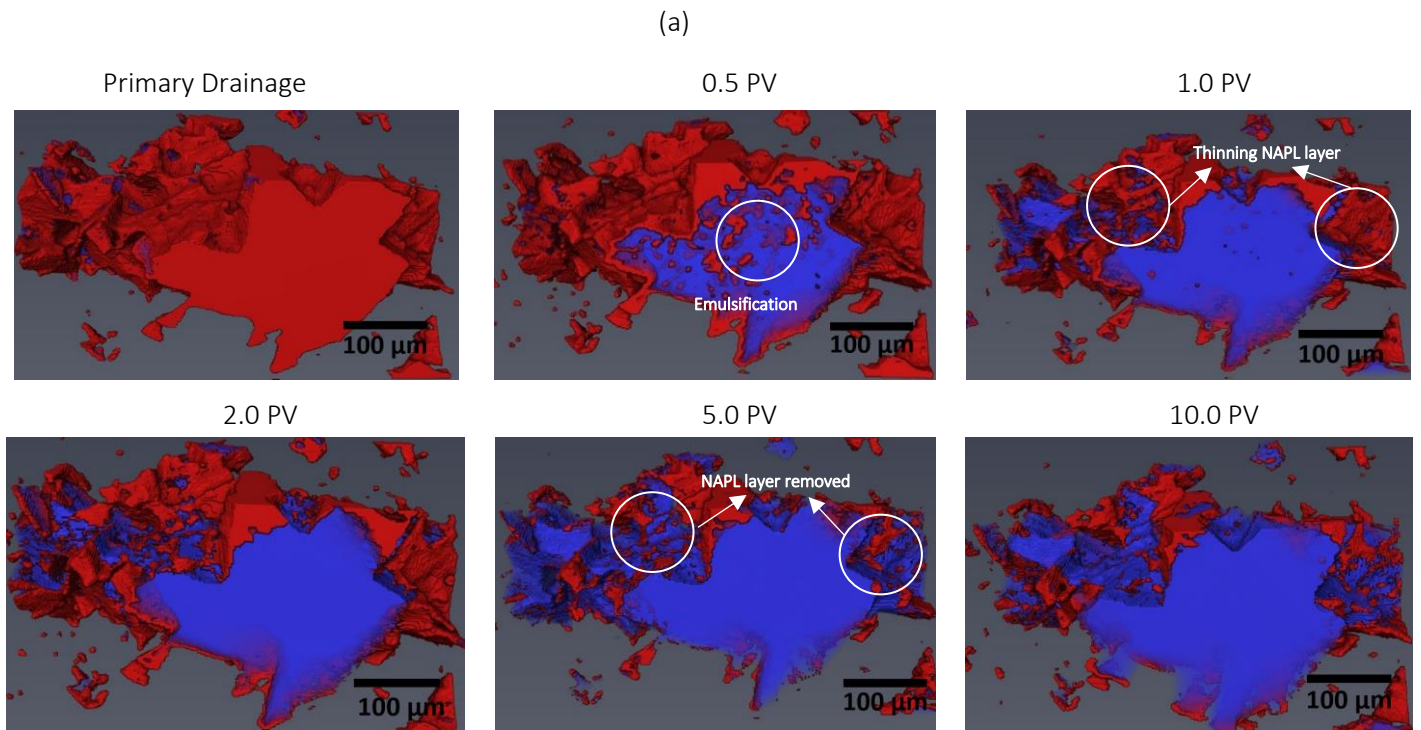 (a)
Primary Drainage
0.5 PV
1.0 PV
Thinning NAPL layer
Emulsification
100 µm
100 µm
100 µm
2.0 PV
5.0 PV
10.0 PV
NAPL layer removed
100 µm
100 µm
100 µm